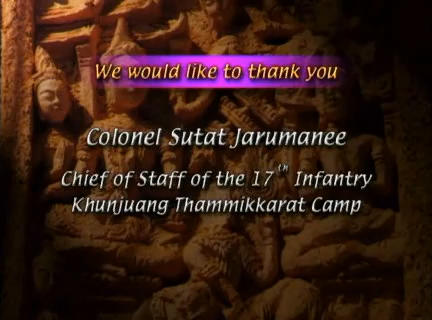 We would like to thank you
Colonel Sutat Jarumanee
Chief of Staff of the 17th Infantry
Khunjuang Thammikkarat Camp